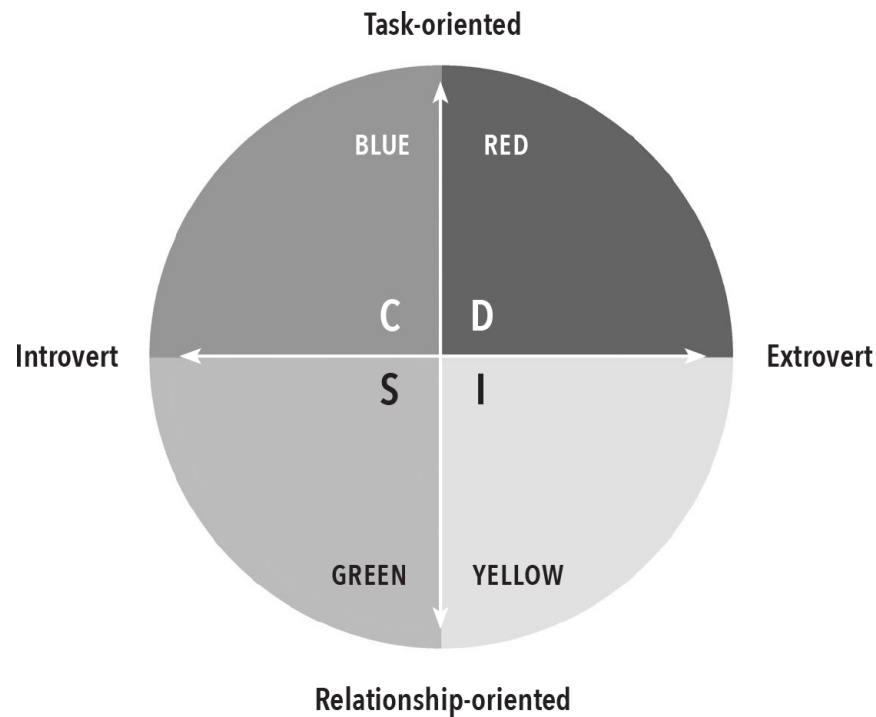 Task-oriented
BLUE RED
C D
Introvert Extrovert
S I
GREEN YELLOW
Relationship-oriented